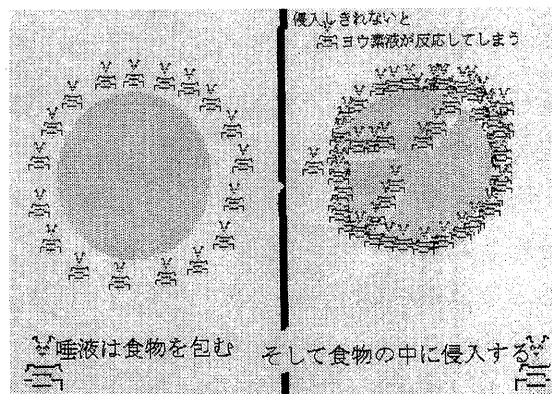 侵入しきれないと
ヨウ素液が反応してしまう
唾液は食物を包む
そして食物の中に侵入する